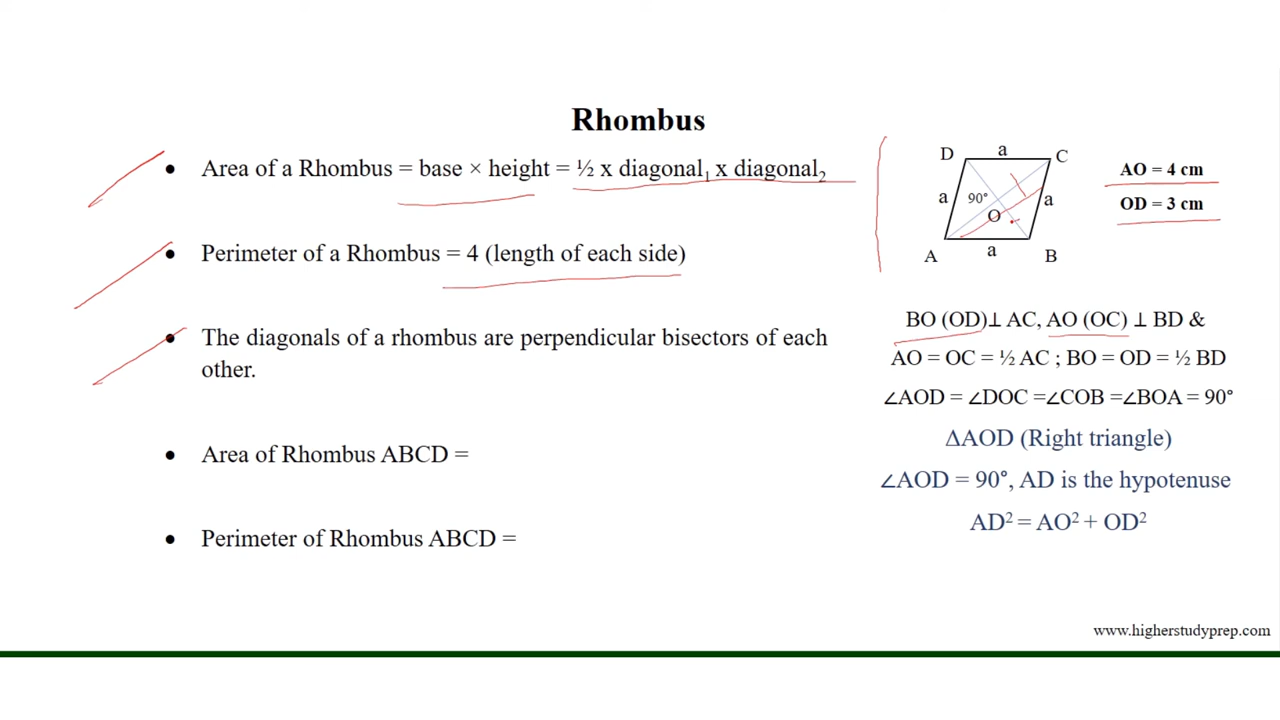 Rhombus
• Area of a Rhombus = base × height = ½ x diagonal₁ x diagonal₂
• Perimeter of a Rhombus = 4 (length of each side)
• The diagonals of a rhombus are perpendicular bisectors of each
other.
• Area of Rhombus ABCD =
• Perimeter of Rhombus ABCD =
D a C
a 90° a
O
A a B
AO = 4 cm
OD = 3 cm
BO (OD)⊥ AC, AO (OC) ⊥ BD &
AO = OC = ½ AC ; BO = OD = ½ BD
∠AOD = ∠DOC =∠COB =∠BOA = 90°
ΔAOD (Right triangle)
∠AOD = 90°, AD is the hypotenuse
AD² = AO² + OD²
www.higherstudyprep.com